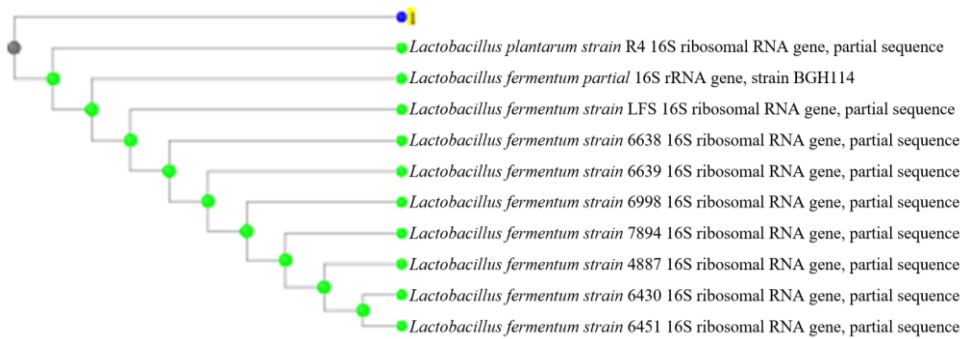 Lactobacillus plantarum strain R4 16S ribosomal RNA gene, partial sequence
Lactobacillus fermentum partial 16S rRNA gene, strain BGH114
Lactobacillus fermentum strain LFS 16S ribosomal RNA gene, partial sequence
Lactobacillus fermentum strain 6638 16S ribosomal RNA gene, partial sequence
Lactobacillus fermentum strain 6639 16S ribosomal RNA gene, partial sequence
Lactobacillus fermentum strain 6998 16S ribosomal RNA gene, partial sequence
Lactobacillus fermentum strain 7894 16S ribosomal RNA gene, partial sequence
Lactobacillus fermentum strain 4887 16S ribosomal RNA gene, partial sequence
Lactobacillus fermentum strain 6430 16S ribosomal RNA gene, partial sequence
Lactobacillus fermentum strain 6451 16S ribosomal RNA gene, partial sequence